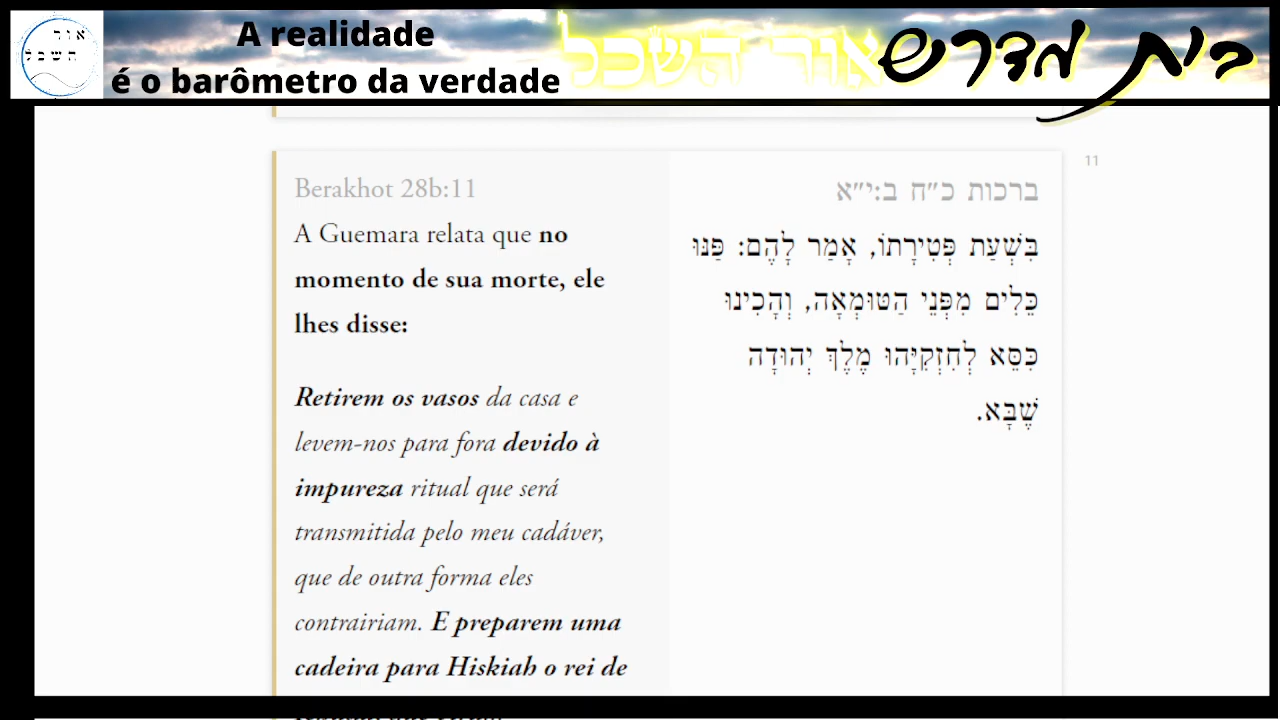 אור
השכל
A realidade
é o barômetro da verdade
אור השכל
בית מדרש
11
Berakhot 28b:11
A Guemara relata que no
momento de sua morte, ele
lhes disse:
Retirem os vasos da casa e
levem-nos para fora devido à
impureza ritual que será
transmitida pelo meu cadáver,
que de outra forma eles
contrairiam. E preparem uma
cadeira para Hiskiah o rei de
ברכות כ״ח ב:י״א
בִּשְׁעַת פְּטִירָתוֹ, אָמַר לָהֶם: פַּנּוּ
כֵּלִים מִפְּנֵי הַטּוּמְאָה, וְהָכִינוּ
כִּסֵּא לְחִזְקִיָּהוּ מֶלֶךְ יְהוּדָה
שֶׁבָּא.